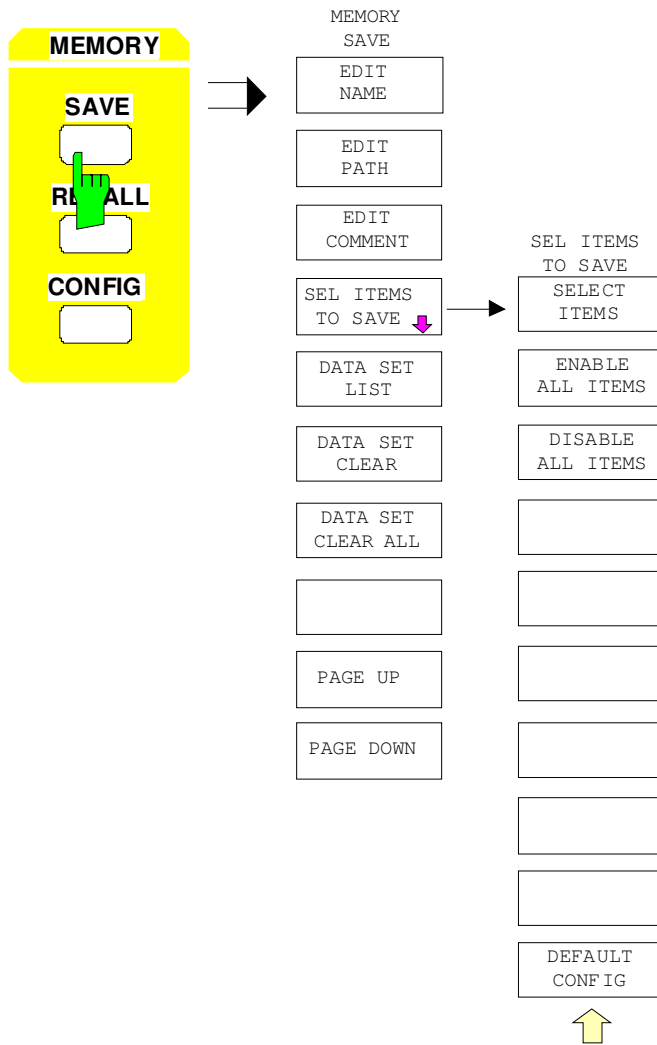 MEMORY
SAVE
RECALL
CONFIG
MEMORY
SAVE
EDIT
NAME
EDIT
PATH
EDIT
COMMENT
SEL ITEMS
TO SAVE
DATA SET
LIST
DATA SET
CLEAR
DATA SET
CLEAR ALL
PAGE UP
PAGE DOWN
SEL ITEMS
TO SAVE
SELECT
ITEMS
ENABLE
ALL ITEMS
DISABLE
ALL ITEMS
DEFAULT
CONFIG